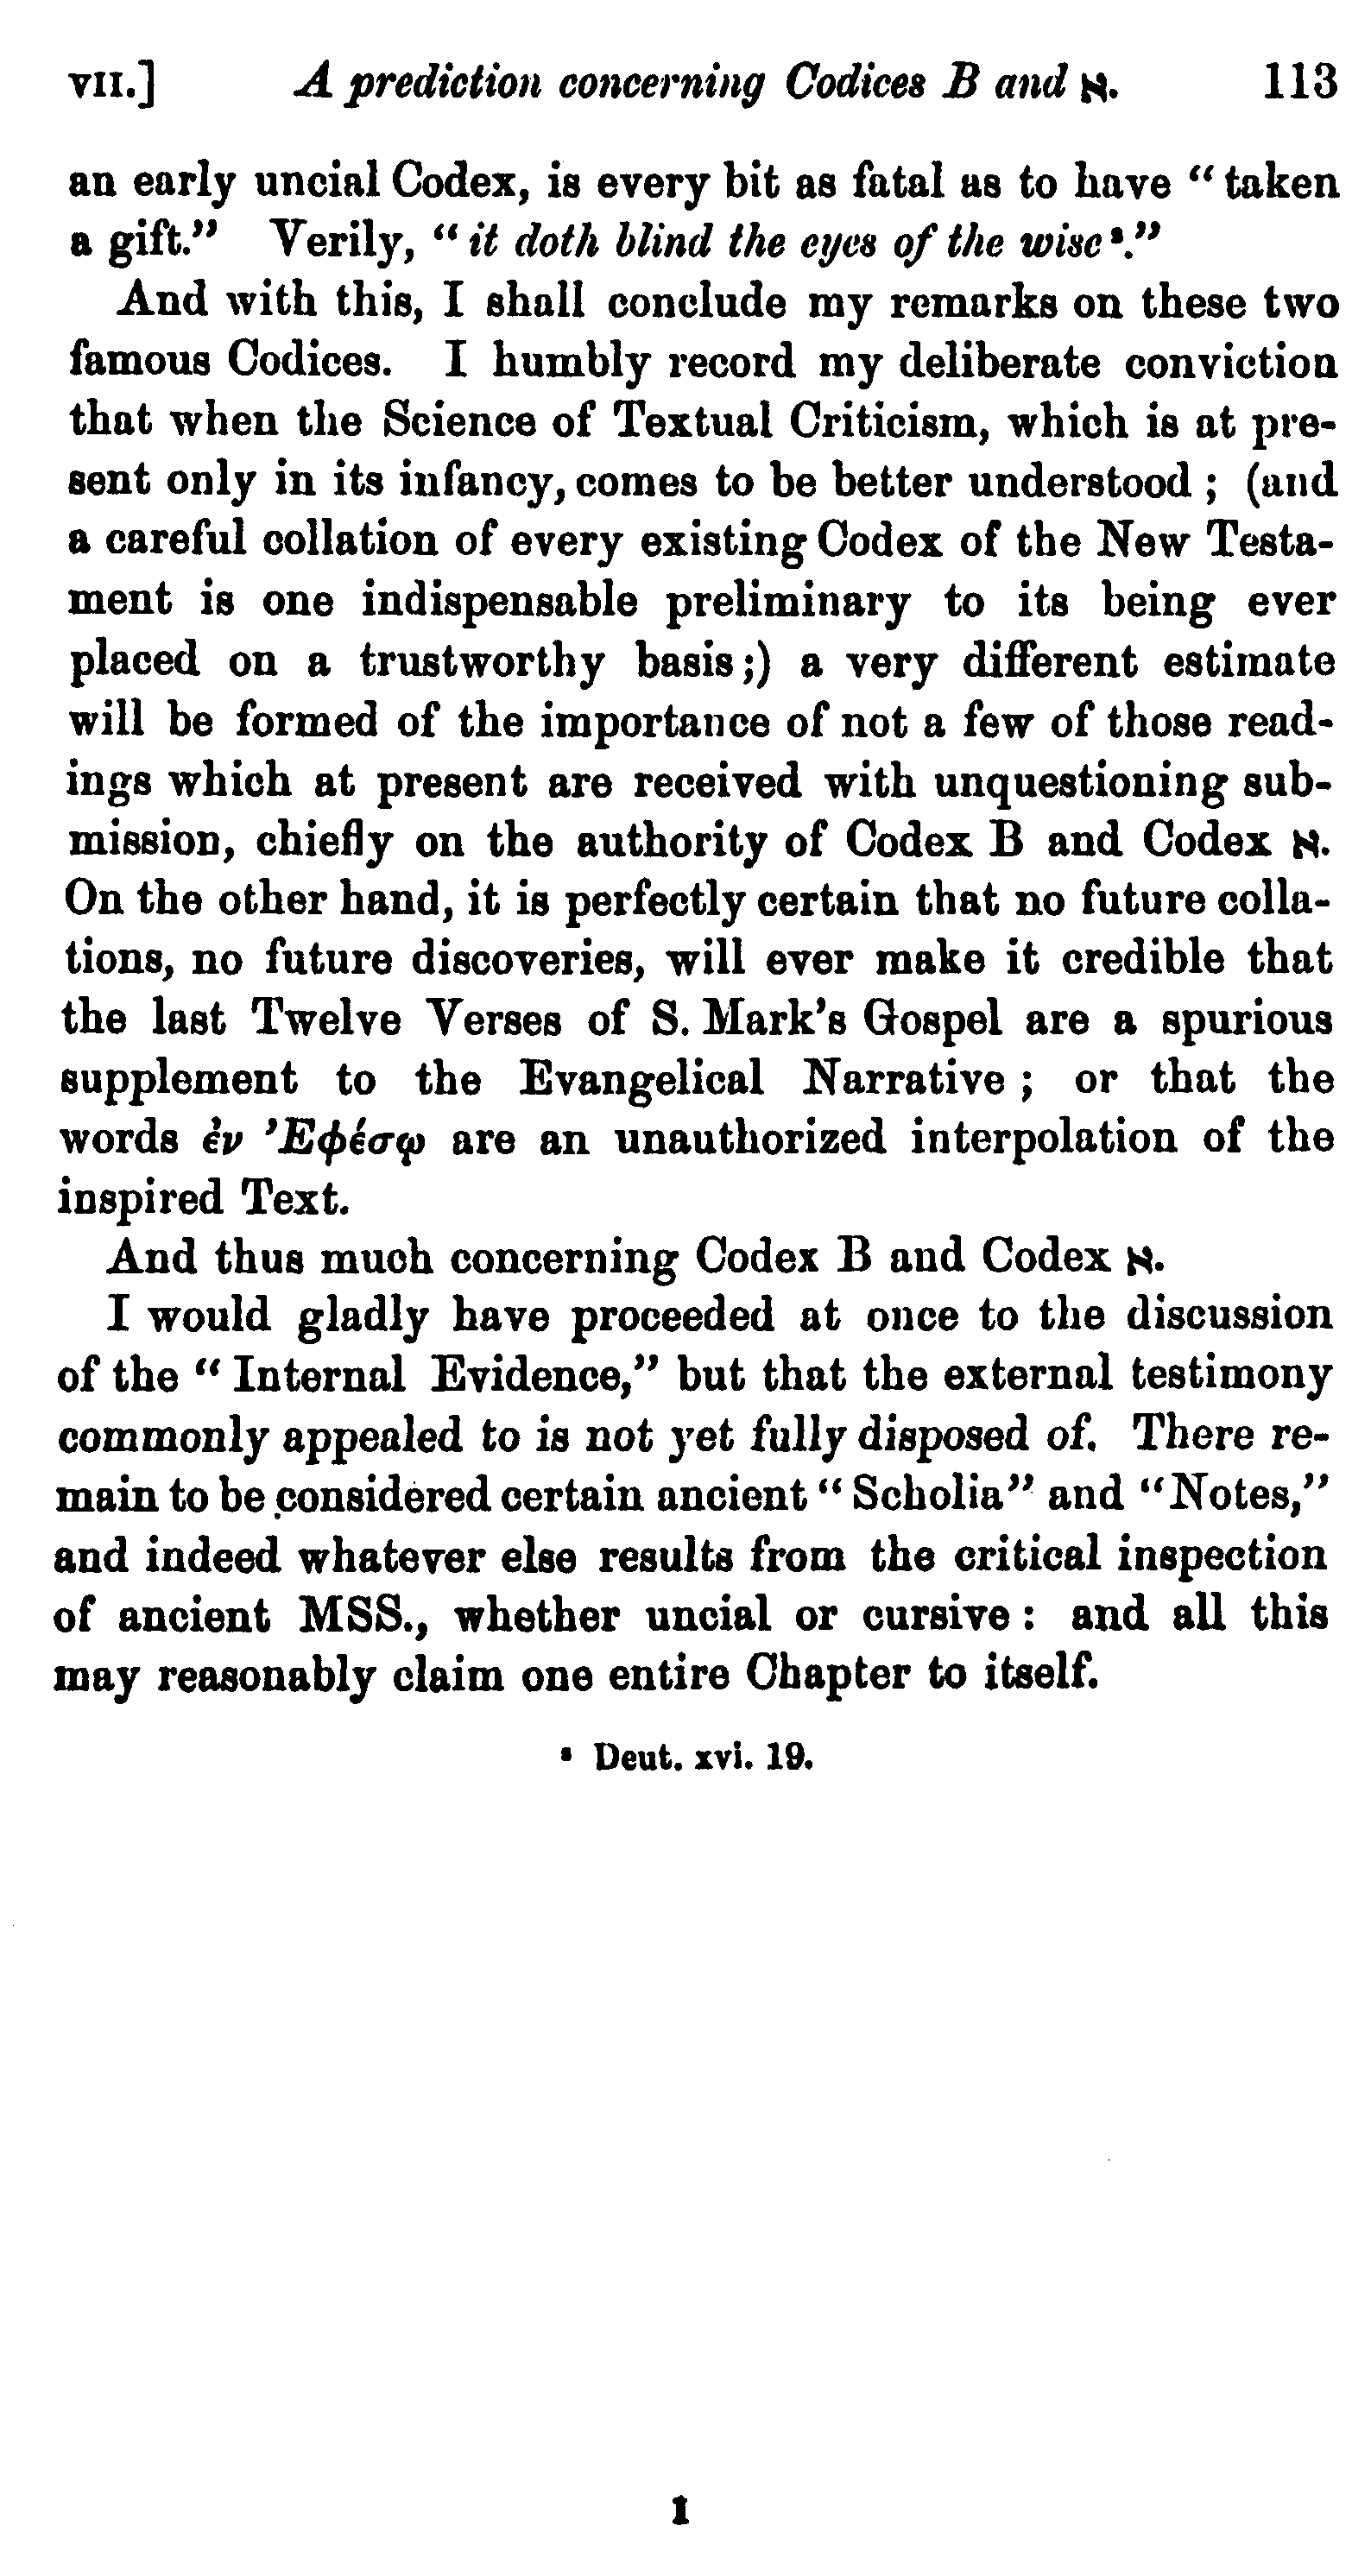 VII.] A prediction concerning Codices B and א. 113
an early uncial Codex, is every bit as fatal as to have “taken
a gift.” Verily, “it doth blind the eyes of the wise ˢ.”
And with this, I shall conclude my remarks on these two
famous Codices. I humbly record my deliberate conviction
that when the Science of Textual Criticism, which is at pre-
sent only in its infancy, comes to be better understood; (and
a careful collation of every existing Codex of the New Testa-
ment is one indispensable preliminary to its being ever
placed on a trustworthy basis;) a very different estimate
will be formed of the importance of not a few of those read-
ings which at present are received with unquestioning sub-
mission, chiefly on the authority of Codex B and Codex א.
On the other hand, it is perfectly certain that no future colla-
tions, no future discoveries, will ever make it credible that
the last Twelve Verses of S. Mark’s Gospel are a spurious
supplement to the Evangelical Narrative; or that the
words ἐν Ἐφέσῳ are an unauthorized interpolation of the
inspired Text.
And thus much concerning Codex B and Codex א.
I would gladly have proceeded at once to the discussion
of the “Internal Evidence,” but that the external testimony
commonly appealed to is not yet fully disposed of. There re-
main to be considered certain ancient “Scholia” and “Notes,”
and indeed whatever else results from the critical inspection
of ancient MSS., whether uncial or cursive: and all this
may reasonably claim one entire Chapter to itself.
ˢ Deut. xvi. 19.
I